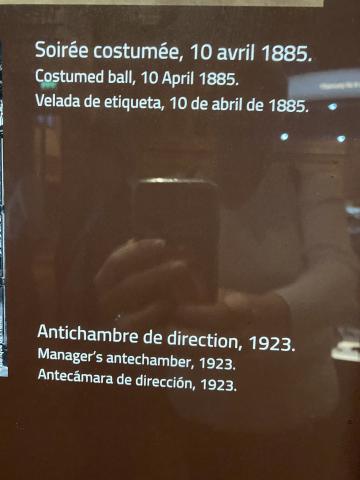 Soirée costumée, 10 avril 1885.
Costumed ball, 10 April 1885.
Velada de etiqueta, 10 de abril de 1885.
Antichambre de direction, 1923.
Manager's antechamber, 1923.
Antecámara de dirección, 1923.